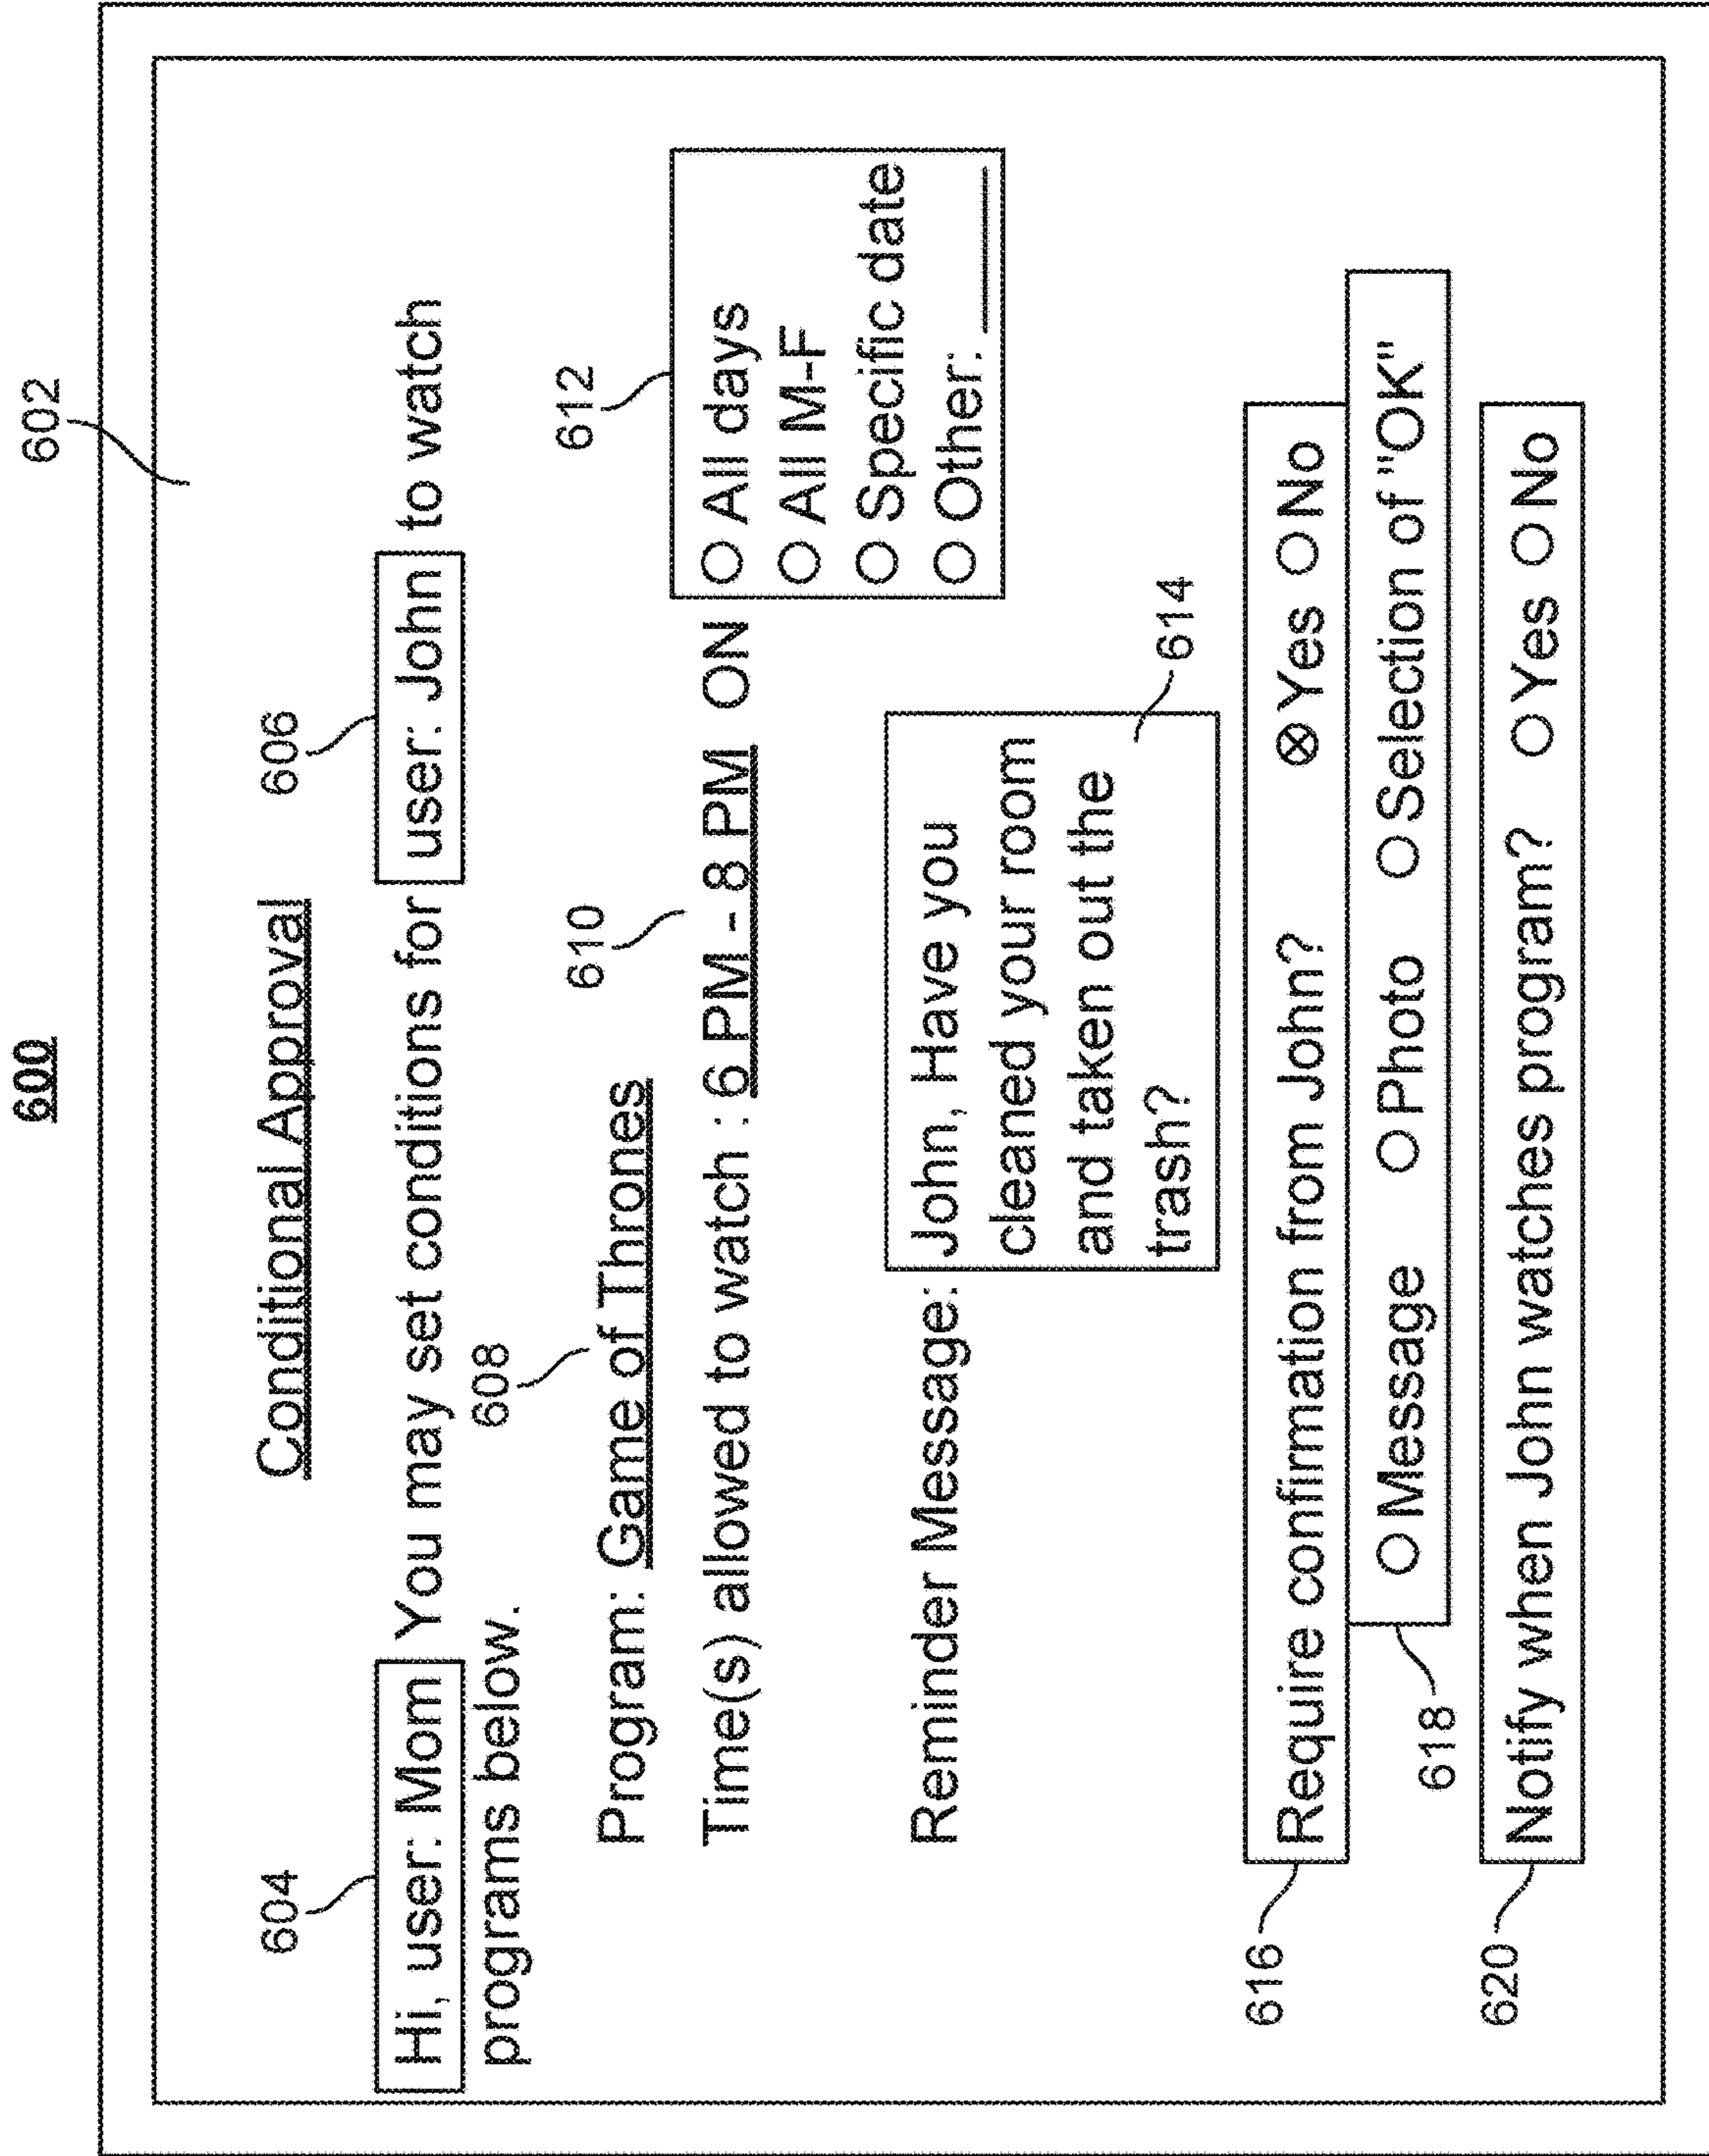 600
602
Conditional Approval
604
606
Hi, user: Mom You may set conditions for user: John to watch
programs below.
608
610
612
Program: Game of Thrones
Time(s) allowed to watch : 6 PM - 8 PM ON ○ All days
○ All M-F
○ Specific date
○ Other: ______
Reminder Message: John, Have you
cleaned your room
and taken out the
trash?
614
616
Require confirmation from John? ⊗ Yes ○ No
○ Message ○ Photo ○ Selection of "OK"
618
620
Notify when John watches program? ○ Yes ○ No